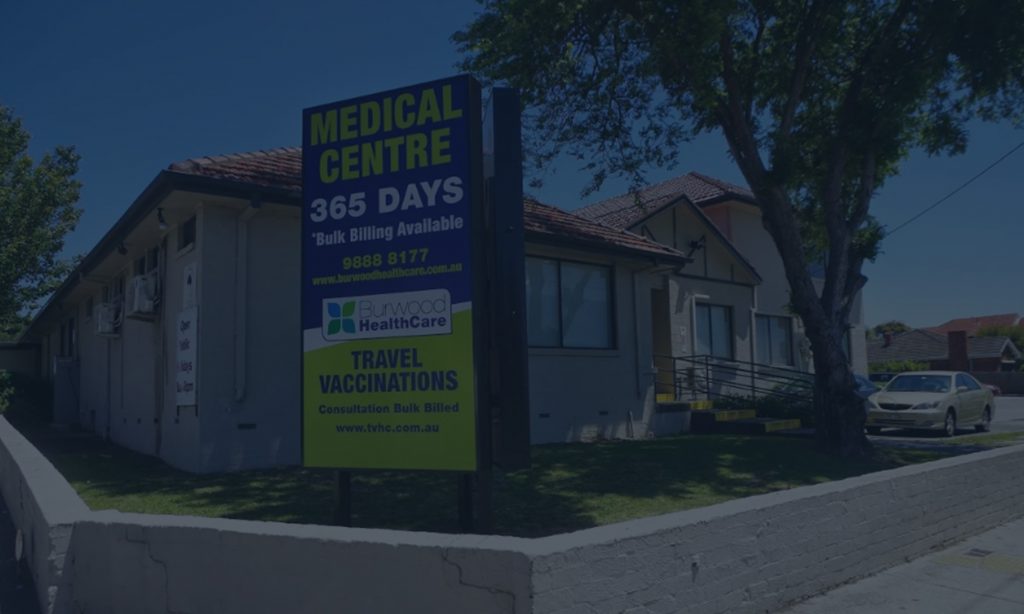 MEDICAL
CENTRE
365 DAYS
*Bulk Billing Available
9888 8177
www.burwoodhealthcare.com.au
Burwood
HealthCare
TRAVEL
VACCINATIONS
Consultation Bulk Billed
www.tvhc.com.au
Open